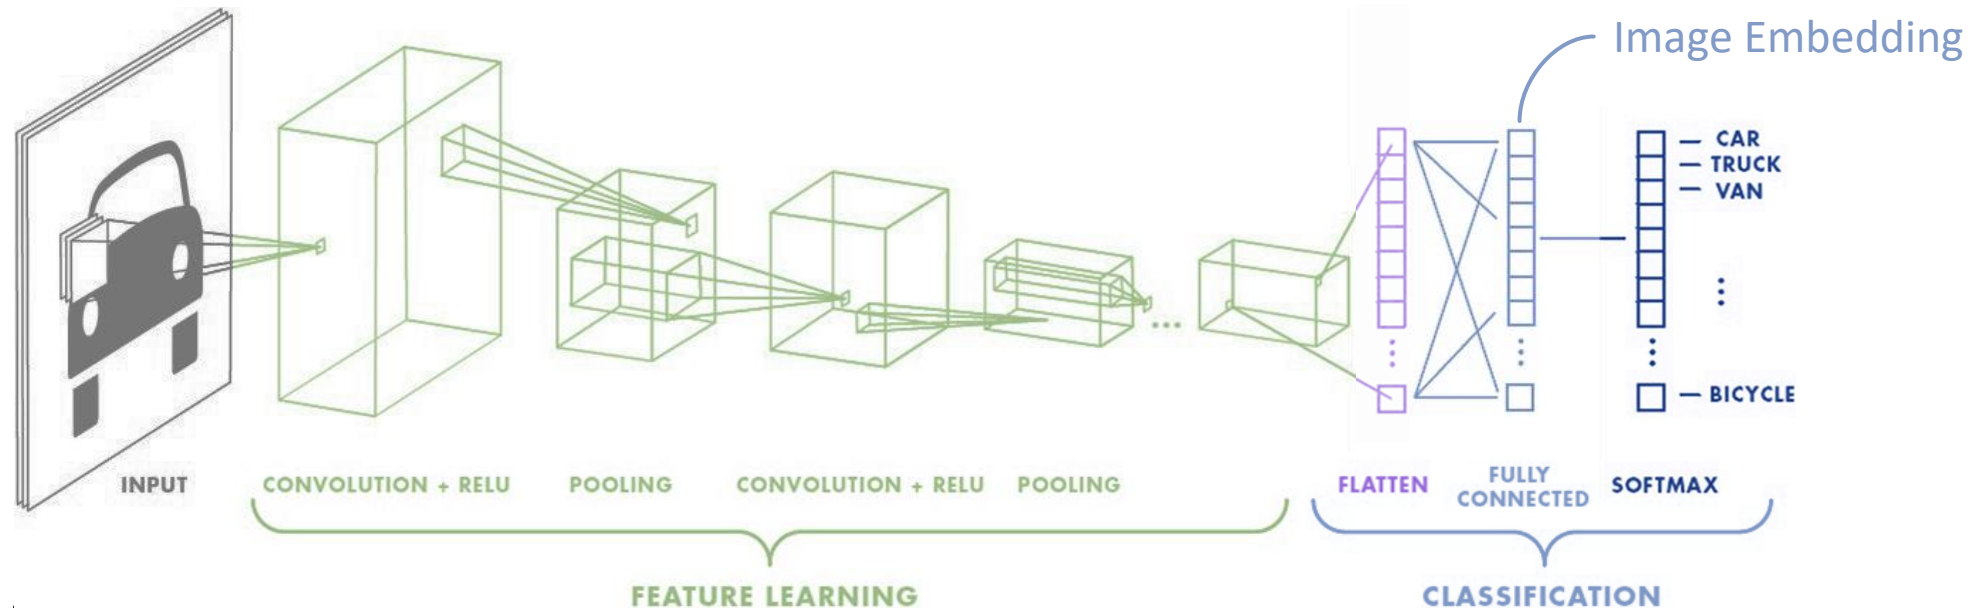 Image Embedding
CAR
TRUCK
VAN
BICYCLE
INPUT
CONVOLUTION + RELU
POOLING
CONVOLUTION + RELU
POOLING
FLATTEN
FULLY
CONNECTED
SOFTMAX
FEATURE LEARNING
CLASSIFICATION